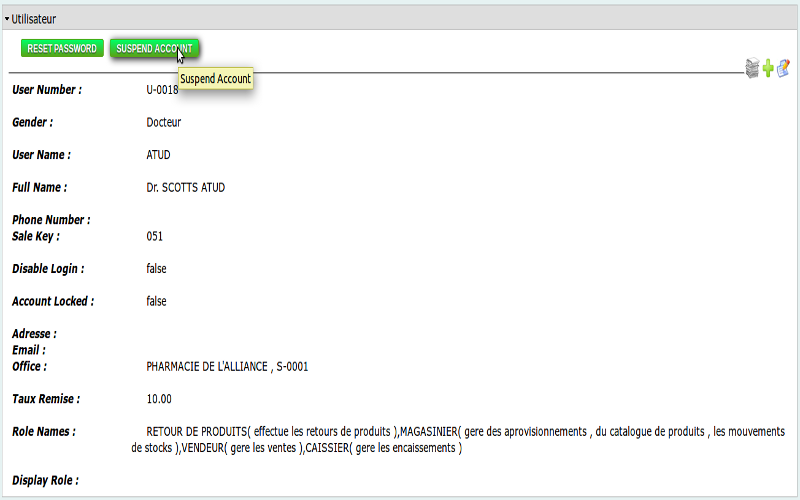 Utilisateur
RESET PASSWORD SUSPEND ACCOUNT
Suspend Account
User Number : U-0018
Gender : Docteur
User Name : ATUD
Full Name : Dr. SCOTTS ATUD
Phone Number :
Sale Key : 051
Disable Login : false
Account Locked : false
Adresse :
Email :
Office : PHARMACIE DE L'ALLIANCE , S-0001
Taux Remise : 10.00
Role Names : RETOUR DE PRODUITS( effectue les retours de produits ),MAGASINIER( gere des aprovisionnements , du catalogue de produits , les mouvements
de stocks ),VENDEUR( gere les ventes ),CAISSIER( gere les encaissements )
Display Role :